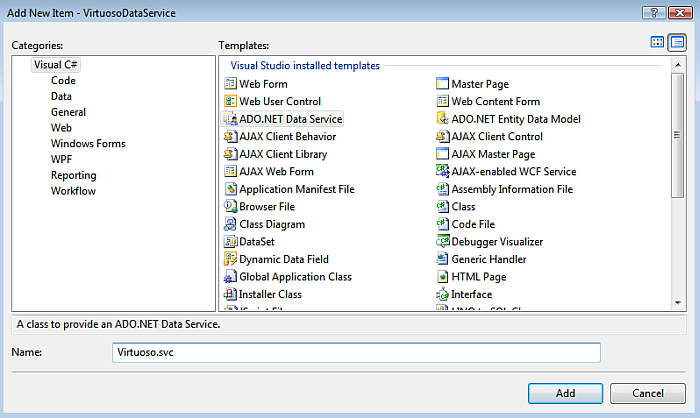 Add New Item - VirtuosoDataService
Categories:
Templates:
Visual C#
Code
Data
General
Web
Windows Forms
WPF
Reporting
Workflow
Visual Studio installed templates
Web Form
Master Page
Web User Control
Web Content Form
ADO.NET Data Service
ADO.NET Entity Data Model
AJAX Client Behavior
AJAX Client Control
AJAX Client Library
AJAX Master Page
AJAX Web Form
AJAX-enabled WCF Service
Application Manifest File
Assembly Information File
Browser File
Class
Class Diagram
Code File
DataSet
Debugger Visualizer
Dynamic Data Field
Generic Handler
Global Application Class
HTML Page
Installer Class
Interface
A class to provide an ADO.NET Data Service.
Name:
Virtuoso.svc
Add
Cancel